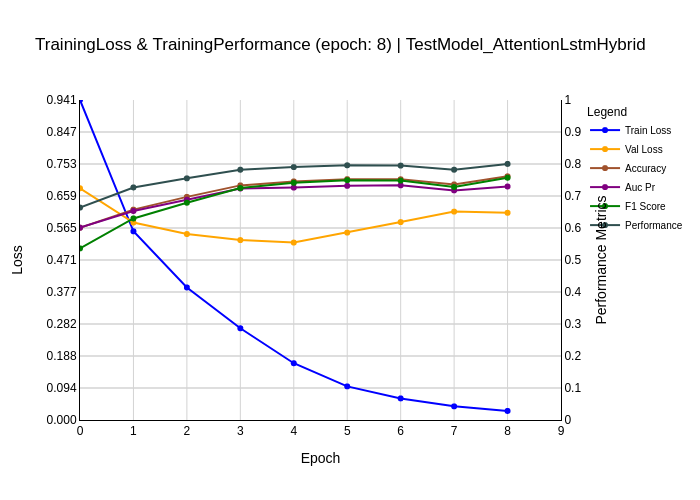 TrainingLoss & TrainingPerformance (epoch: 8) | TestModel_AttentionLstmHybrid
Legend
Train Loss
Val Loss
Accuracy
Auc Pr
F1 Score
Performance
0.941
0.847
0.753
0.659
0.565
0.471
0.377
0.282
0.188
0.094
0.000
Loss
1
0.9
0.8
0.7
0.6
0.5
0.4
0.3
0.2
0.1
0
Performance Metrics
0 1 2 3 4 5 6 7 8 9
Epoch